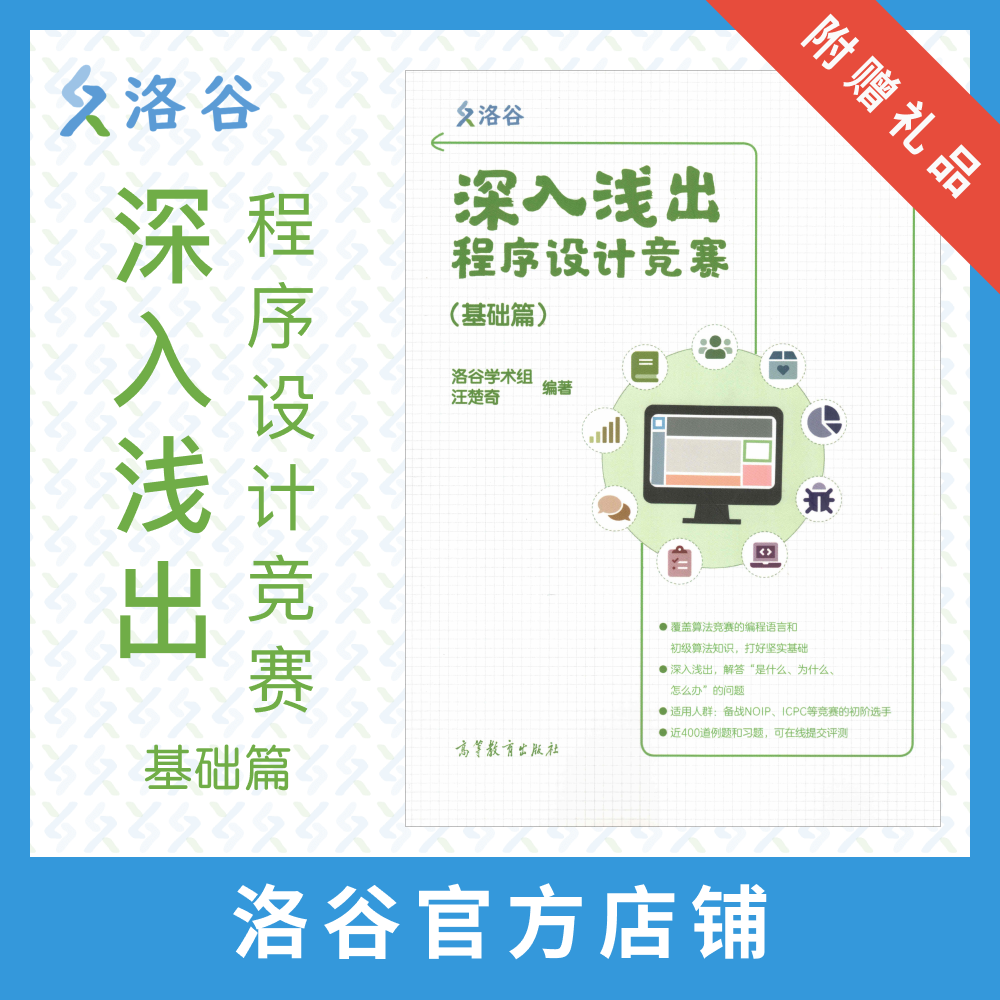 洛谷
深入浅出
程序设计竞赛
基础篇
附赠礼品
洛谷
深入浅出
程序设计竞赛
（基础篇）
洛谷学术组
汪楚奇
编著
● 覆盖算法竞赛的编程语言和
初级算法知识，打好坚实基础
● 深入浅出，解答“是什么、为什么、
怎么办”的问题
● 适用人群：备战NOIP、ICPC等竞赛的初阶选手
● 近400道例题和习题，可在线提交评测
高等教育出版社
洛谷官方店铺